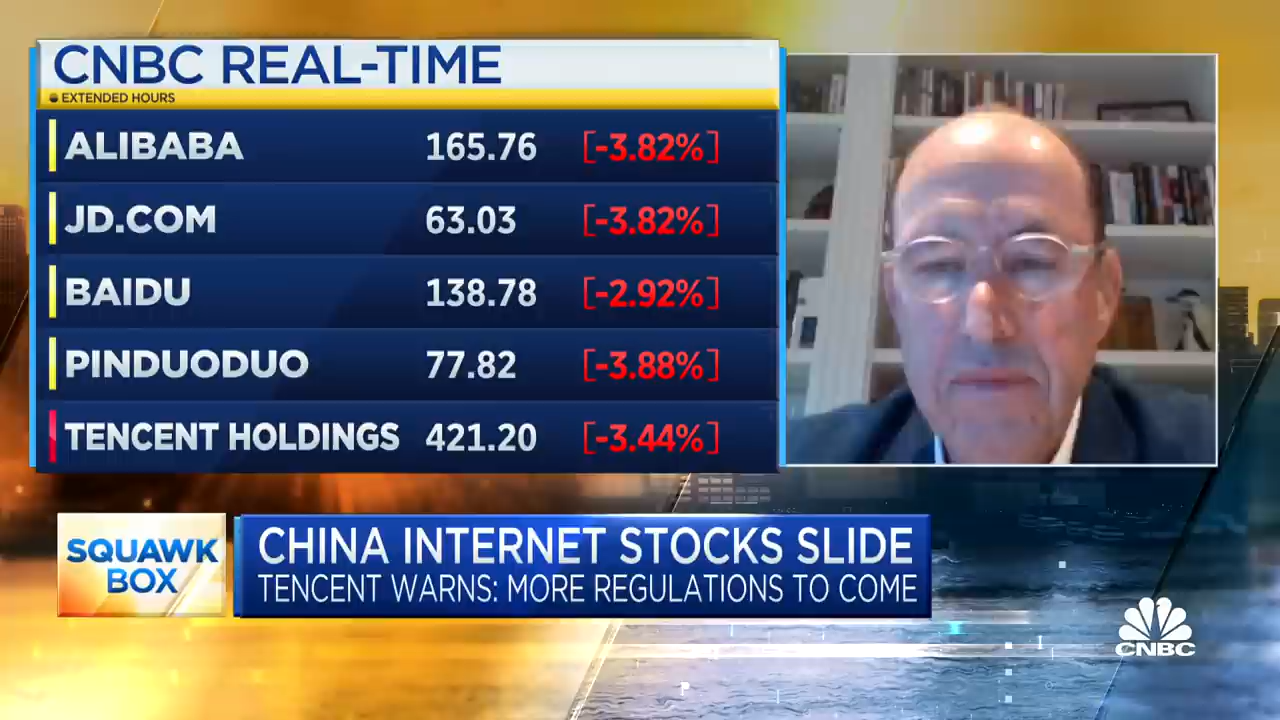 CNBC REAL-TIME
EXTENDED HOURS
ALIBABA 165.76 [-3.82%]
JD.COM 63.03 [-3.82%]
BAIDU 138.78 [-2.92%]
PINDUODUO 77.82 [-3.88%]
TENCENT HOLDINGS 421.20 [-3.44%]
SQUAWK
BOX
CHINA INTERNET STOCKS SLIDE
TENCENT WARNS: MORE REGULATIONS TO COME
CNBC